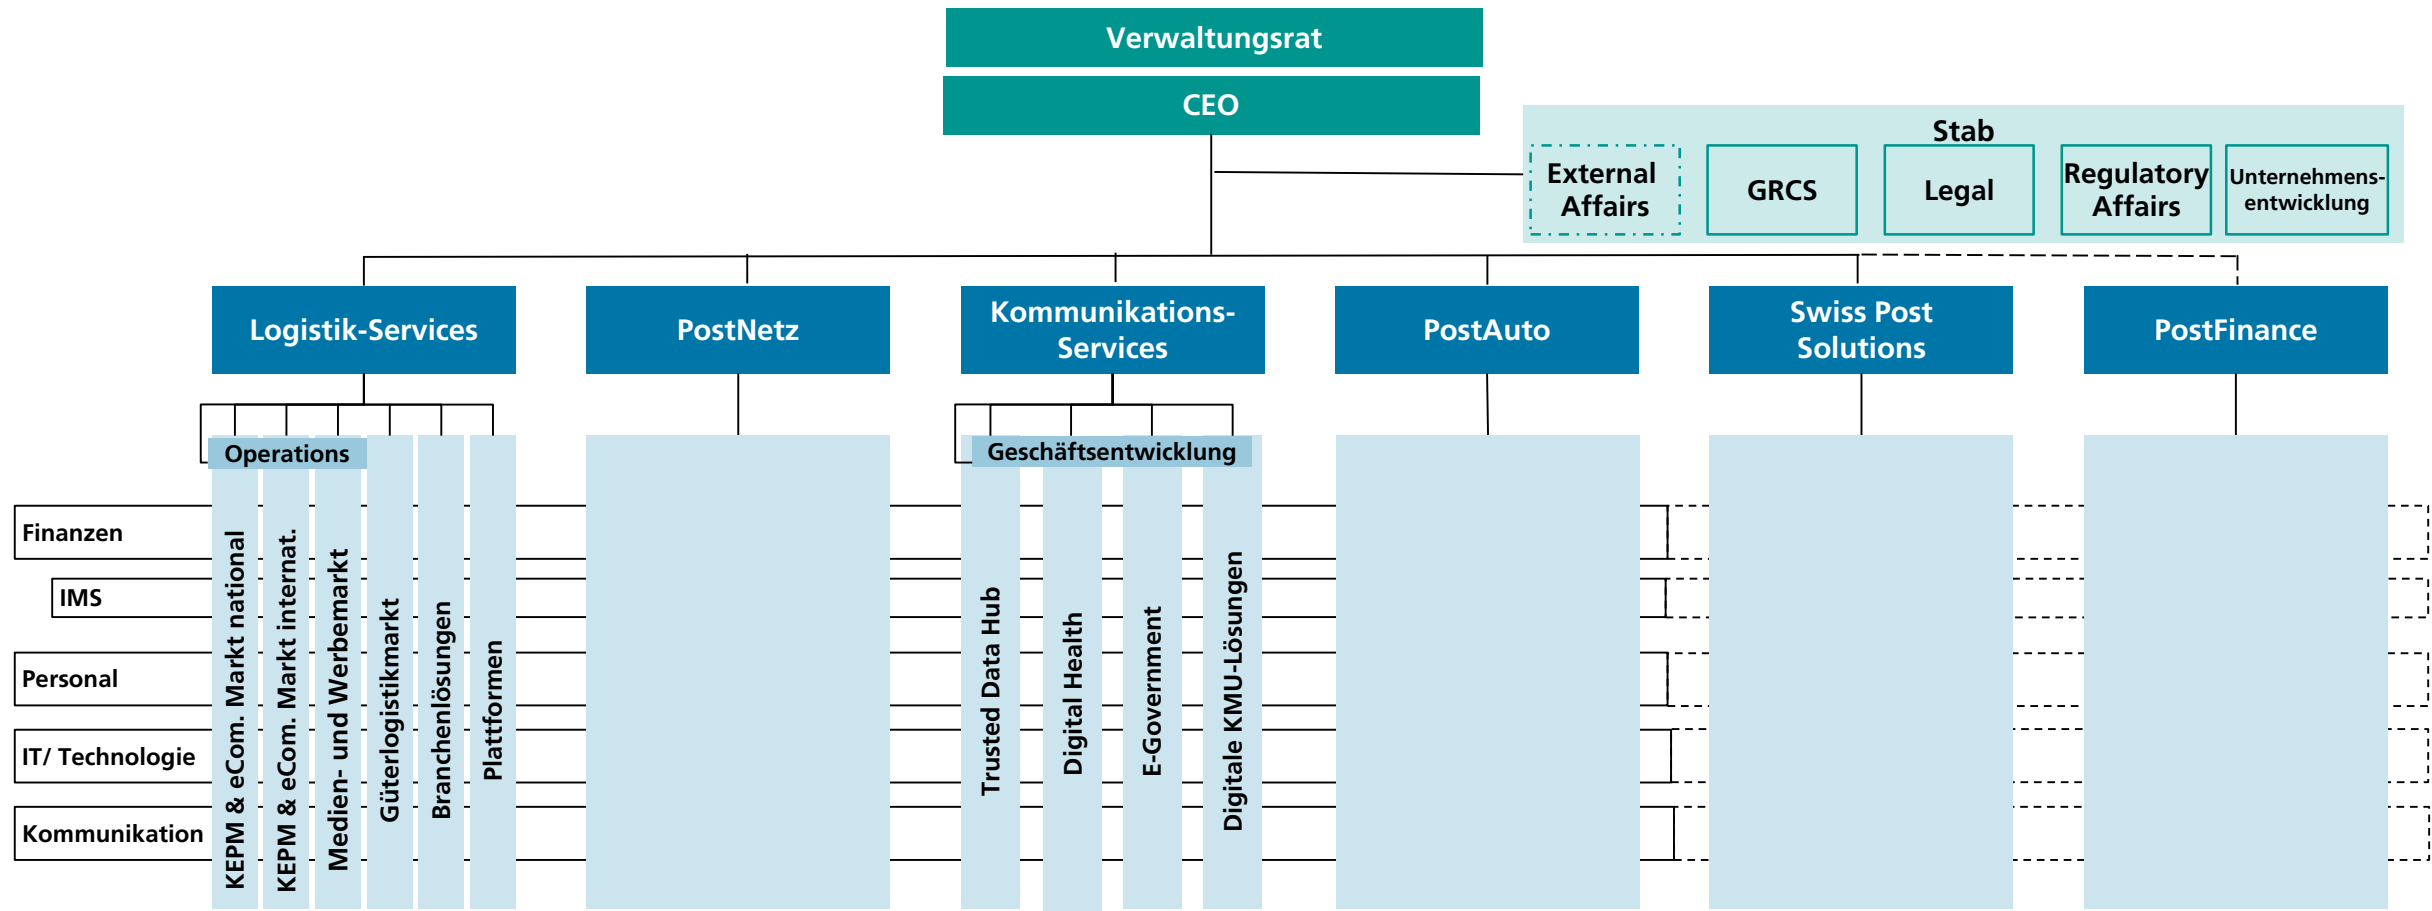 Verwaltungsrat
CEO
Stab
External
Affairs
GRCS
Legal
Regulatory
Affairs
Unternehmens-
entwicklung
Logistik-Services
PostNetz
Kommunikations-
Services
PostAuto
Swiss Post
Solutions
PostFinance
Operations
Geschäftsentwicklung
Finanzen
IMS
Personal
IT/ Technologie
Kommunikation
KEPM & eCom. Markt national
KEPM & eCom. Markt internat.
Medien- und Werbemarkt
Güterlogistikmarkt
Branchenlösungen
Plattformen
Trusted Data Hub
Digital Health
E-Government
Digitale KMU-Lösungen